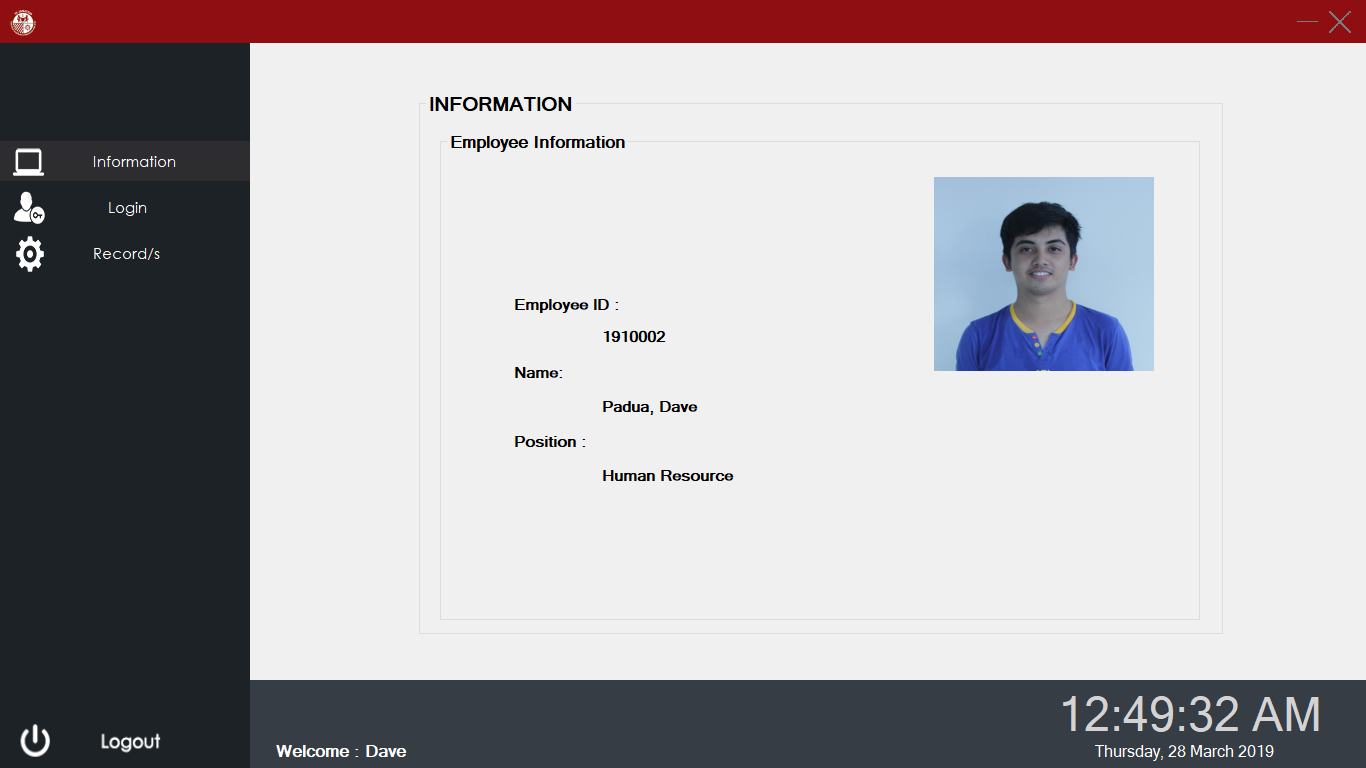 INFORMATION
Employee Information
Information
Login
Record/s
Employee ID :
1910002
Name:
Padua, Dave
Position :
Human Resource
Logout
Welcome : Dave
12:49:32 AM
Thursday, 28 March 2019